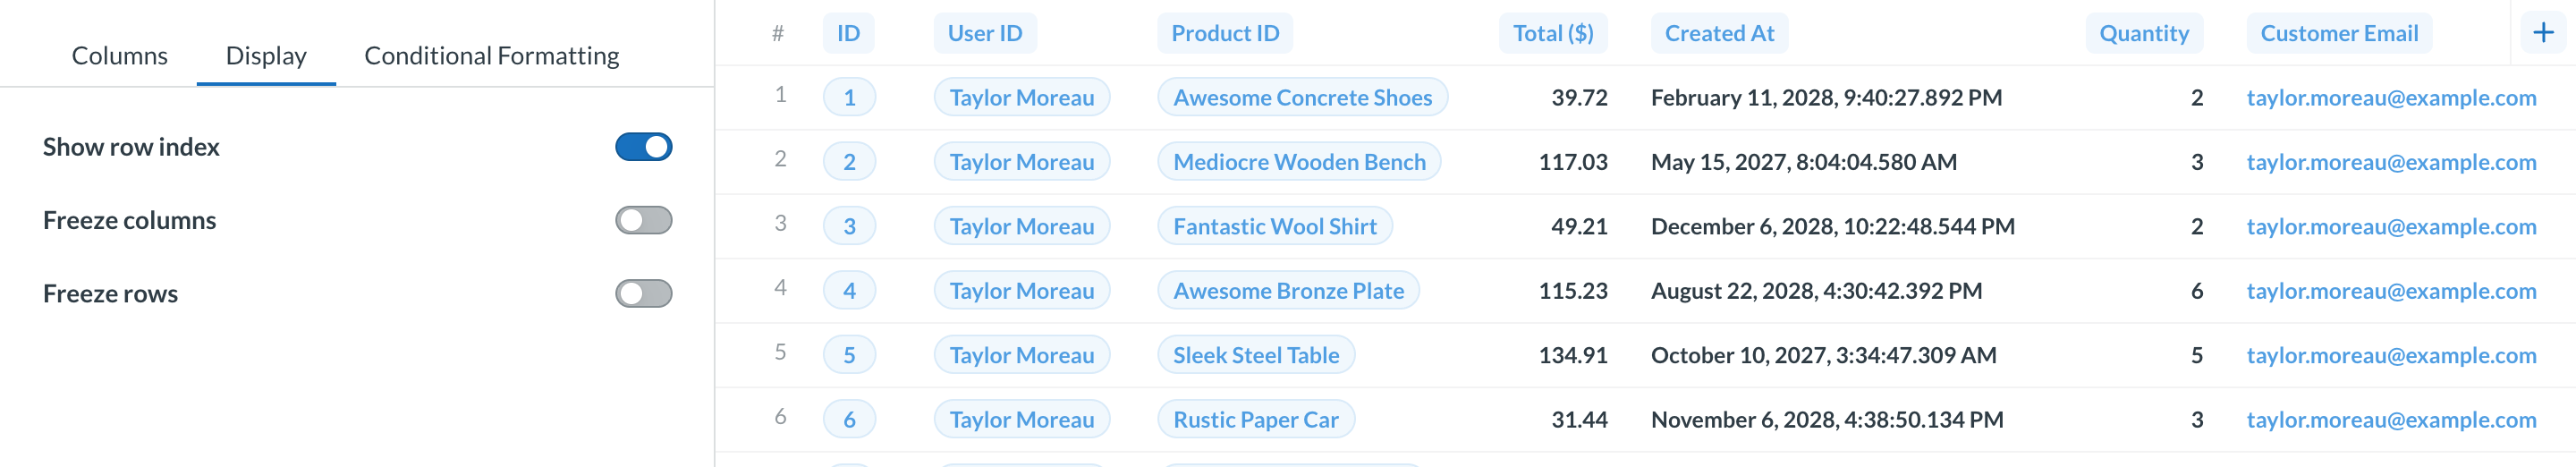 Columns Display Conditional Formatting
Show row index
Freeze columns
Freeze rows
# ID User ID Product ID Total ($) Created At Quantity Customer Email +
1 1 Taylor Moreau Awesome Concrete Shoes 39.72 February 11, 2028, 9:40:27.892 PM 2 taylor.moreau@example.com
2 2 Taylor Moreau Mediocre Wooden Bench 117.03 May 15, 2027, 8:04:04.580 AM 3 taylor.moreau@example.com
3 3 Taylor Moreau Fantastic Wool Shirt 49.21 December 6, 2028, 10:22:48.544 PM 2 taylor.moreau@example.com
4 4 Taylor Moreau Awesome Bronze Plate 115.23 August 22, 2028, 4:30:42.392 PM 6 taylor.moreau@example.com
5 5 Taylor Moreau Sleek Steel Table 134.91 October 10, 2027, 3:34:47.309 AM 5 taylor.moreau@example.com
6 6 Taylor Moreau Rustic Paper Car 31.44 November 6, 2028, 4:38:50.134 PM 3 taylor.moreau@example.com